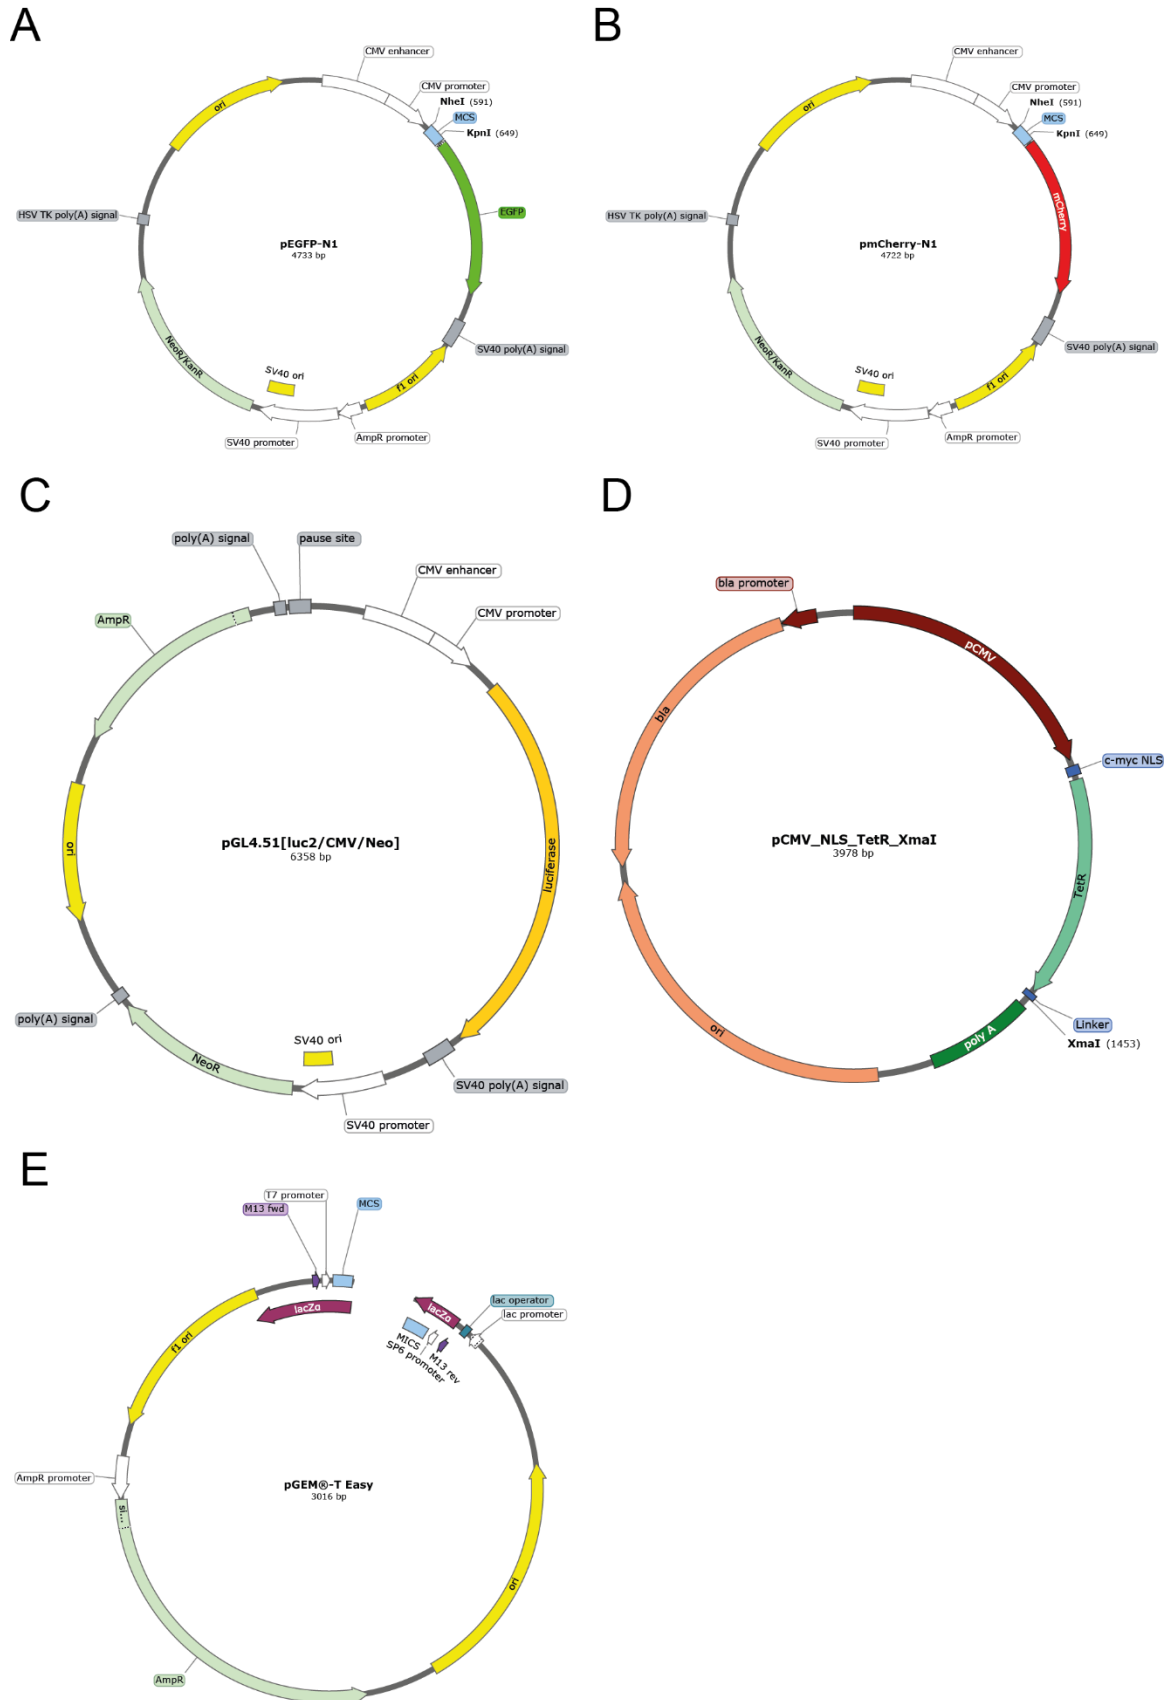 A
CMV enhancer
CMV promoter
NheI (591)
MCS
KpnI (649)
ori
HSV TK poly(A) signal
EGFP
pEGFP-N1
4733 bp
NeoR/KanR
SV40 ori
SV40 poly(A) signal
f1 ori
AmpR promoter
SV40 promoter
B
CMV enhancer
CMV promoter
NheI (591)
MCS
KpnI (649)
ori
HSV TK poly(A) signal
mCherry
pmCherry-N1
4722 bp
NeoR/KanR
SV40 ori
SV40 poly(A) signal
f1 ori
AmpR promoter
SV40 promoter
C
poly(A) signal
pause site
CMV enhancer
CMV promoter
AmpR
ori
pGL4.51[luc2/CMV/Neo]
6358 bp
luciferase
poly(A) signal
SV40 ori
NeoR
SV40 poly(A) signal
SV40 promoter
D
bla promoter
pCMV
bla
c-myc NLS
pCMV_NLS_TetR_XmaI
3978 bp
TetR
ori
poly A
Linker
XmaI (1453)
E
T7 promoter
M13 fwd
MCS
lacZα
lacZα
lac operator
lac promoter
MICS
SP6 promoter
M13 rev
f1 ori
AmpR promoter
si...
pGEM®-T Easy
3016 bp
ori
AmpR